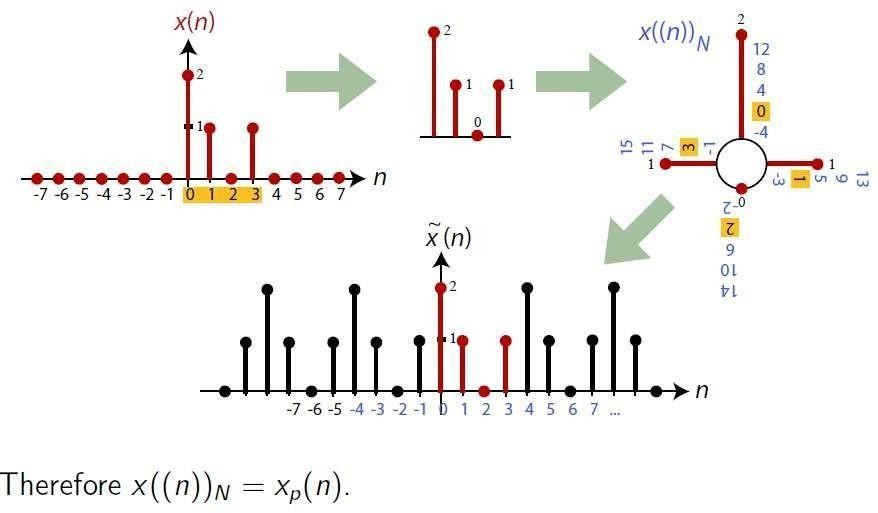 x(n)
2
1
-7 -6 -5 -4 -3 -2 -1 0 1 2 3 4 5 6 7 n
2
1
0
1
x((n))N
2
12
8
4
0
-4
15 11 7 3 -1
1
1
-3 1 5 9 13
0
-2
2
6
10
14
x̃(n)
2
1
-7 -6 -5 -4 -3 -2 -1 0 1 2 3 4 5 6 7 ... n
Therefore x((n))N = xp(n).